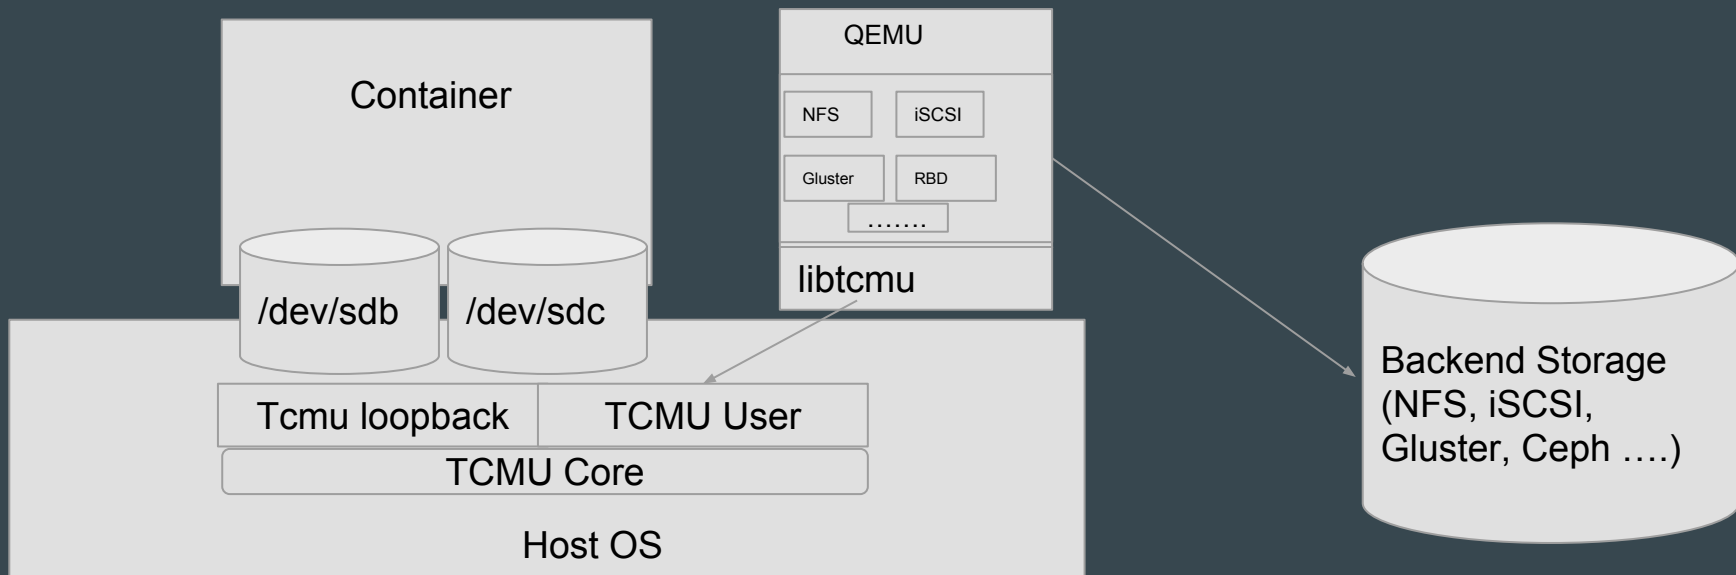 Container
QEMU
NFS
iSCSI
Gluster
RBD
.......
libtcmu
/dev/sdb
/dev/sdc
Tcmu loopback
TCMU User
TCMU Core
Host OS
Backend Storage
(NFS, iSCSI,
Gluster, Ceph ….)